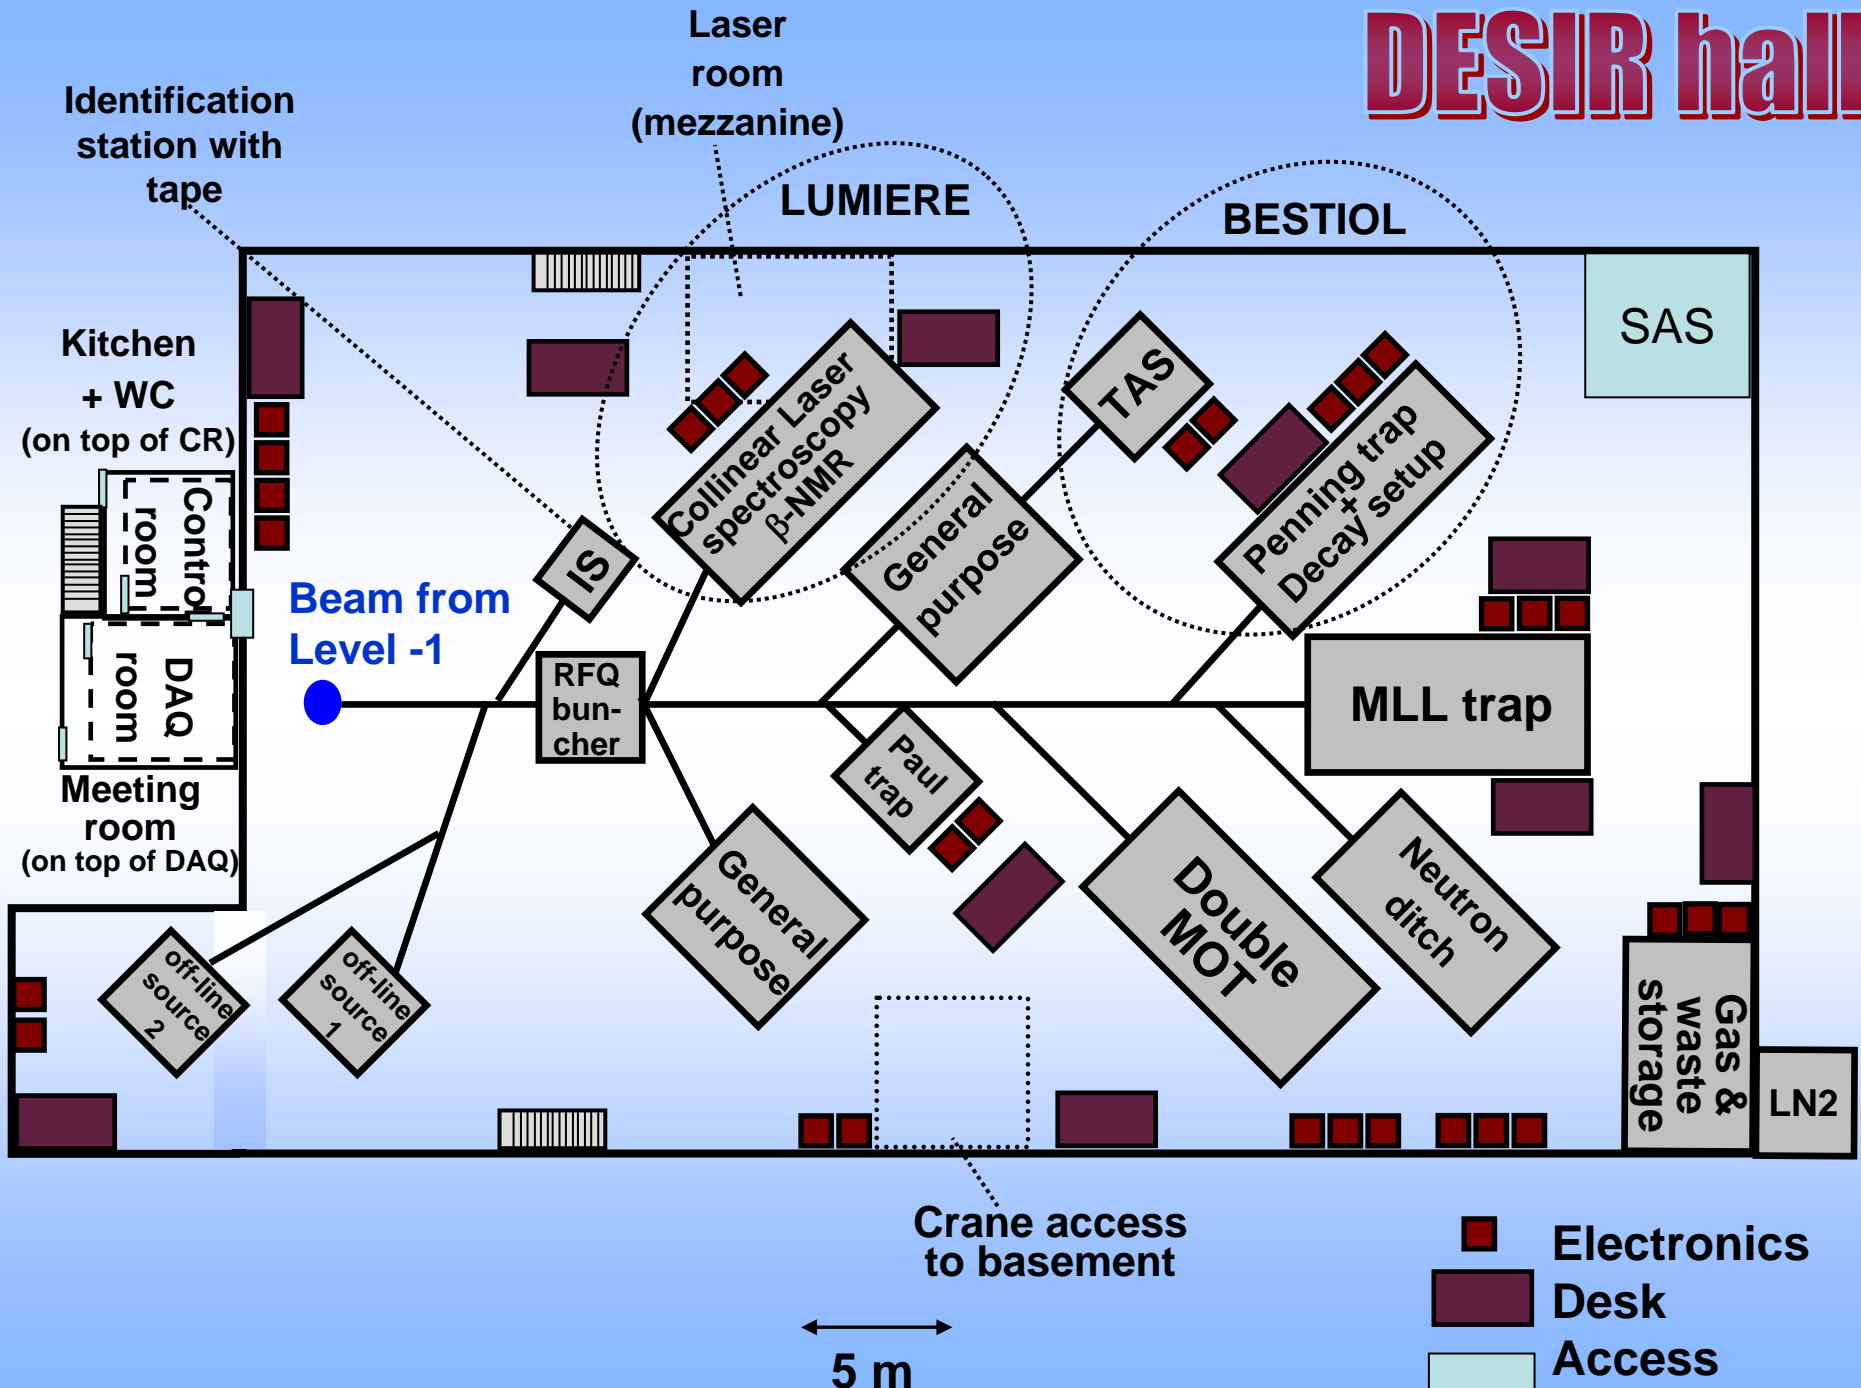 DESIR hall
Laser
room
(mezzanine)
Identification
station with
tape
LUMIERE
BESTIOL
SAS
Kitchen
+ WC
(on top of CR)
Contro
room
DAQ
room
Meeting
room
(on top of DAQ)
Beam from
Level -1
IS
RFQ
bun-
cher
Collinear Laser
spectroscopy
β-NMR
General
purpose
TAS
Penning trap
+
Decay setup
MLL trap
Paul
trap
General
purpose
Double
MOT
Neutron
ditch
off-line
source
2
off-line
source
1
Gas &
waste
storage
LN2
Crane access
to basement
5 m
Electronics
Desk
Access